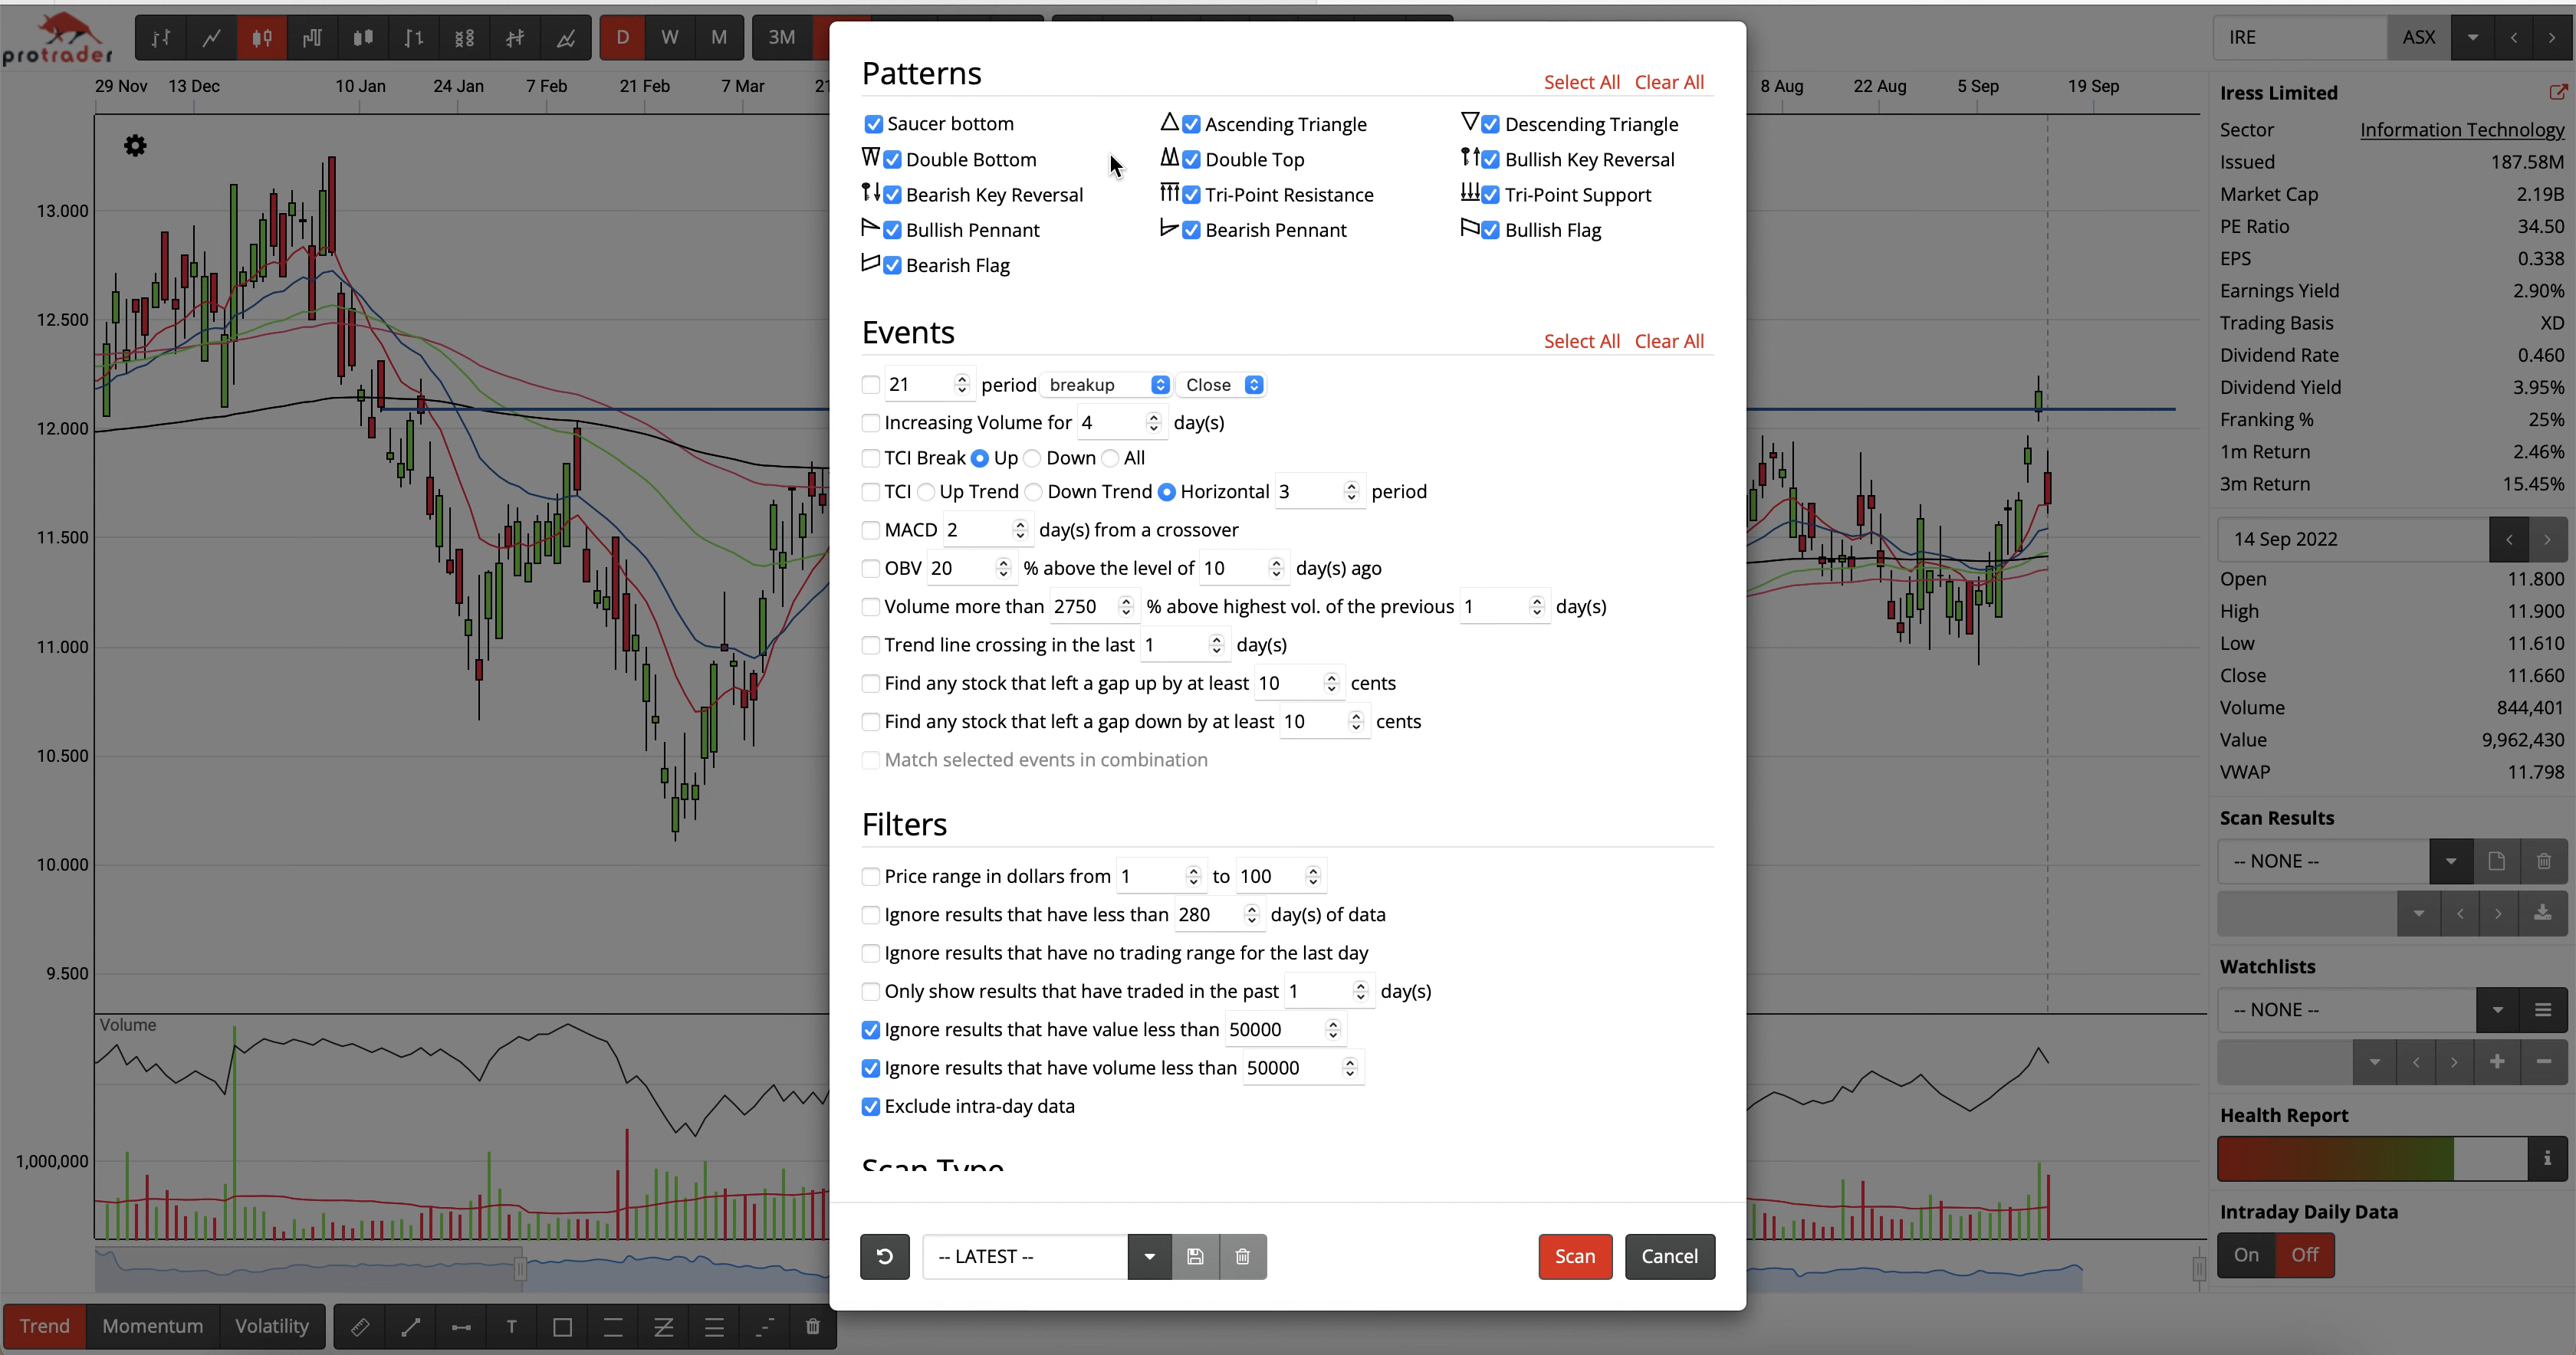 protrader
D W M 3M
IRE ASX
29 Nov 13 Dec 10 Jan 24 Jan 7 Feb 21 Feb 7 Mar 21
8 Aug 22 Aug 5 Sep 19 Sep
13.000
12.500
12.000
11.500
11.000
10.500
10.000
9.500
Volume
1,000,000
Trend Momentum Volatility T
Patterns
Select All Clear All
Saucer bottom Ascending Triangle Descending Triangle
Double Bottom Double Top Bullish Key Reversal
Bearish Key Reversal Tri-Point Resistance Tri-Point Support
Bullish Pennant Bearish Pennant Bullish Flag
Bearish Flag
Events
Select All Clear All
21 period breakup Close
Increasing Volume for 4 day(s)
TCI Break Up Down All
TCI Up Trend Down Trend Horizontal 3 period
MACD 2 day(s) from a crossover
OBV 20 % above the level of 10 day(s) ago
Volume more than 2750 % above highest vol. of the previous 1 day(s)
Trend line crossing in the last 1 day(s)
Find any stock that left a gap up by at least 10 cents
Find any stock that left a gap down by at least 10 cents
Match selected events in combination
Filters
Price range in dollars from 1 to 100
Ignore results that have less than 280 day(s) of data
Ignore results that have no trading range for the last day
Only show results that have traded in the past 1 day(s)
Ignore results that have value less than 50000
Ignore results that have volume less than 50000
Exclude intra-day data
Scan Type
-- LATEST -- Scan Cancel
Iress Limited
Sector Information Technology
Issued 187.58M
Market Cap 2.19B
PE Ratio 34.50
EPS 0.338
Earnings Yield 2.90%
Trading Basis XD
Dividend Rate 0.460
Dividend Yield 3.95%
Franking % 25%
1m Return 2.46%
3m Return 15.45%
14 Sep 2022
Open 11.800
High 11.900
Low 11.610
Close 11.660
Volume 844,401
Value 9,962,430
VWAP 11.798
Scan Results
-- NONE --
Watchlists
-- NONE --
Health Report
Intraday Daily Data
On Off